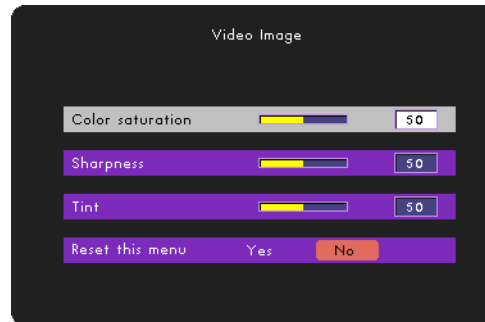 Video Image
Color saturation 50
Sharpness 50
Tint 50
Reset this menu Yes No